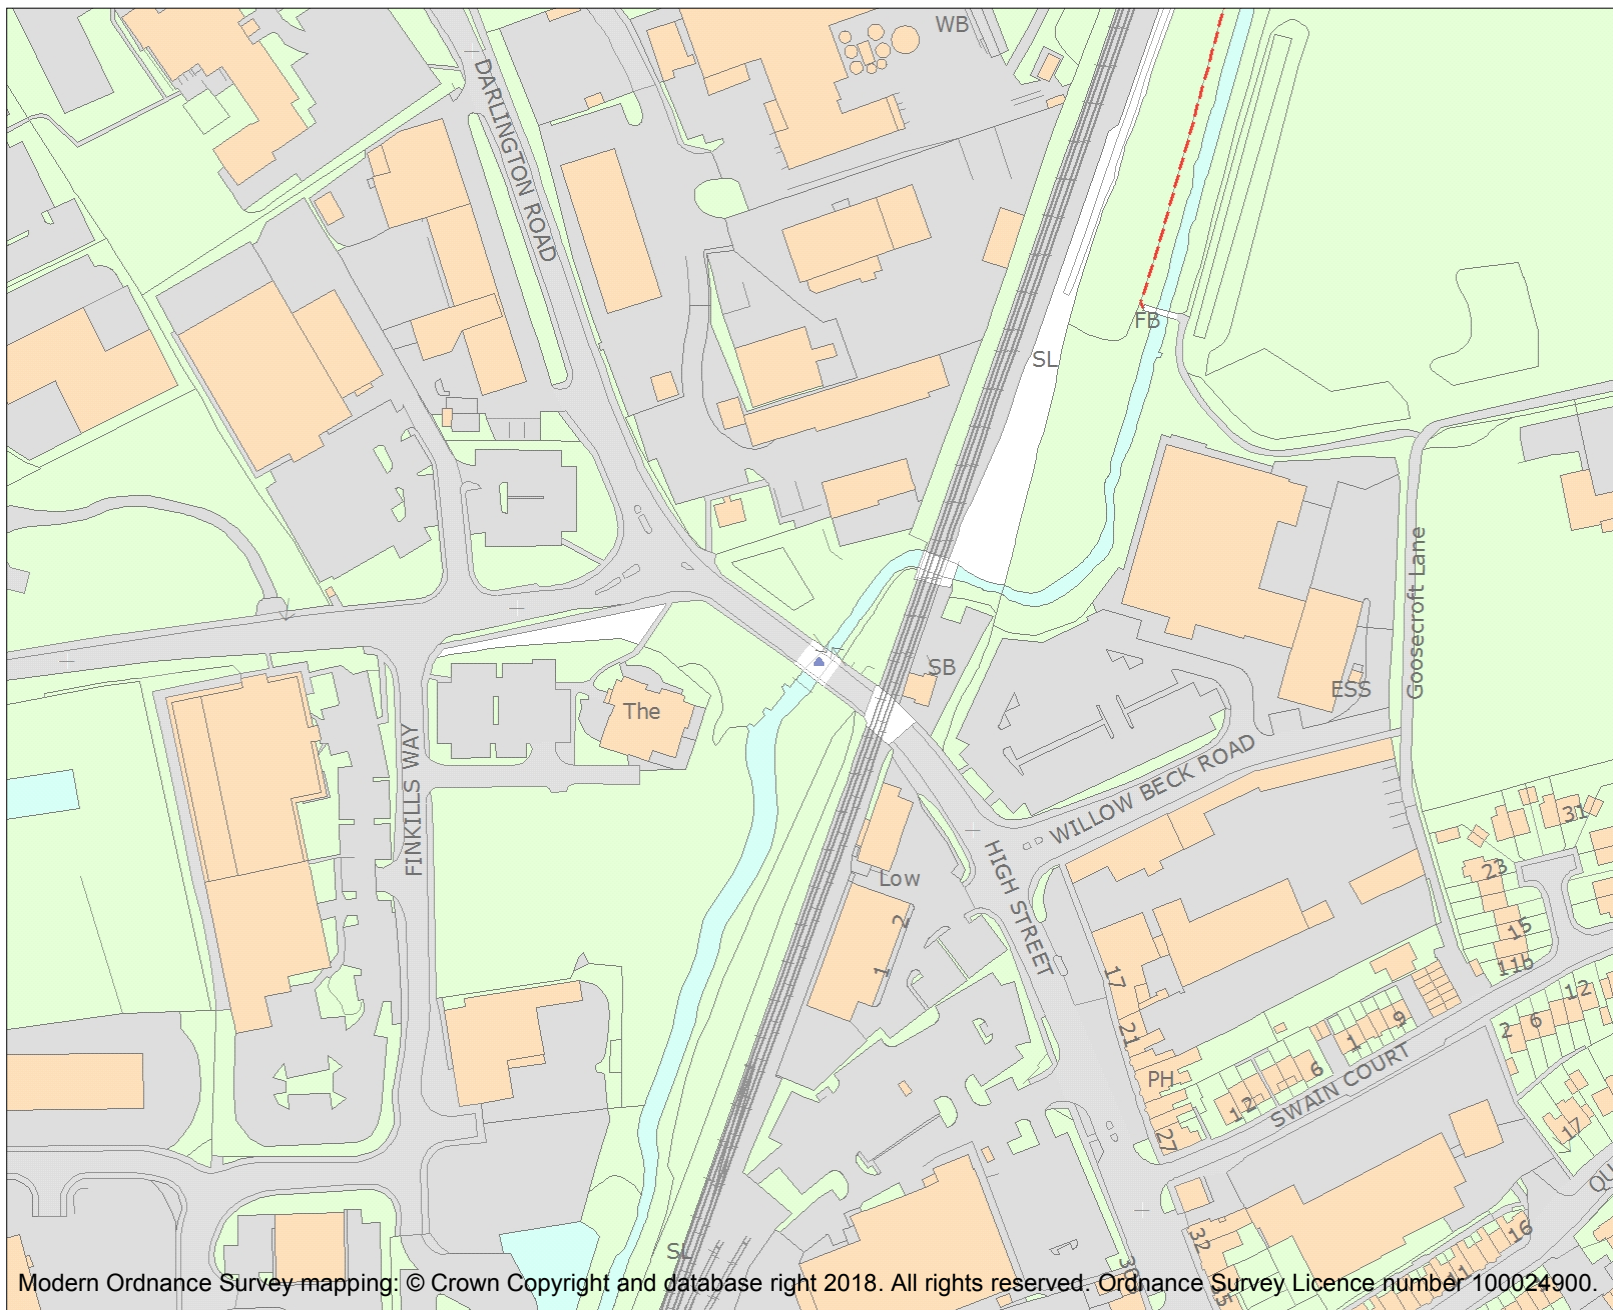 WB
DARLINGTON ROAD
FB
SL
Goosecroft Lane
SB
ESS
The
WILLOW BECK ROAD
FINKILLS WAY
31
HIGH STREET
23
Low
2
15
1
11b
17
12
21
9
2
6
1
PH
6
SWAIN COURT
12
17
27
QU
32
16
SL
11
30
Modern Ordnance Survey mapping: © Crown Copyright and database right 2018. All rights reserved. Ordnance Survey Licence number 100024900.